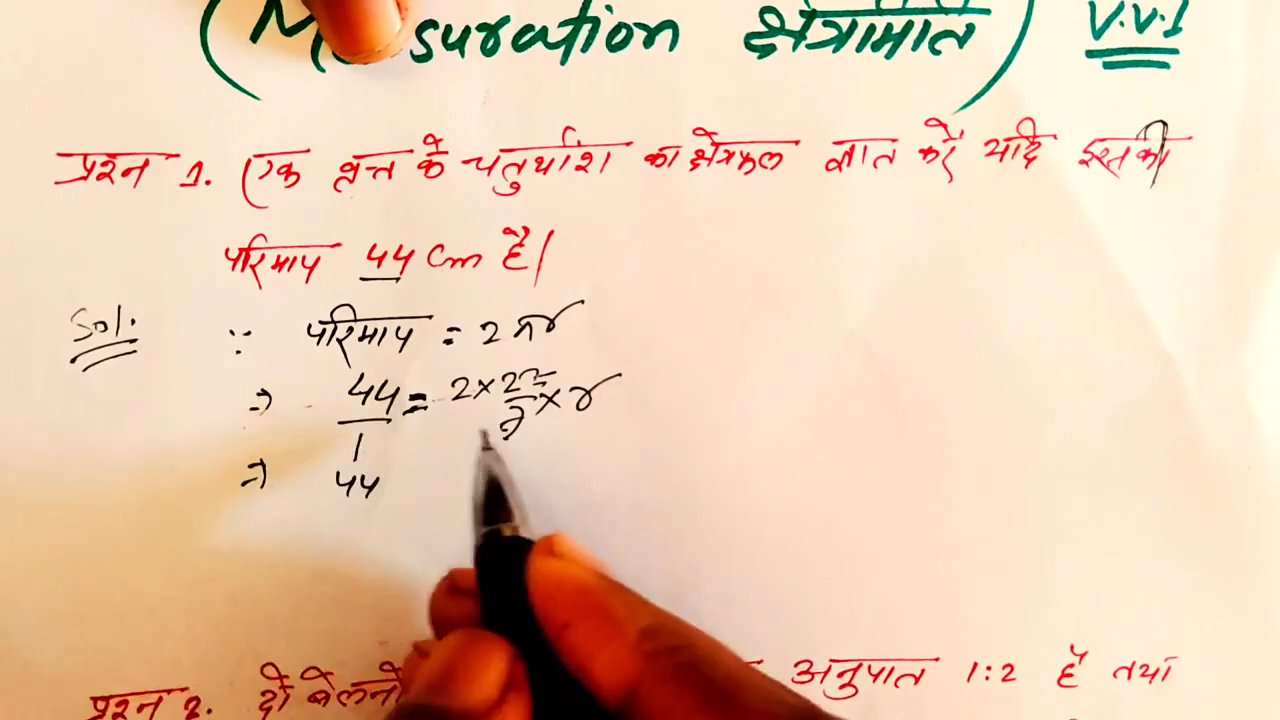 (Mensuration क्षेत्रमिति) V.V.I
प्रश्न 1. एक वृत्त के चतुर्थांश का क्षेत्रफल ज्ञात करें यदि इसकी
परिमाप 44 cm है।
Sol. ∵ परिमाप = 2πr
⇒ 44/1 = 2 × 22/7 × r
⇒ 44
प्रश्न 2. दो बेलनों अनुपात 1:2 है तथा